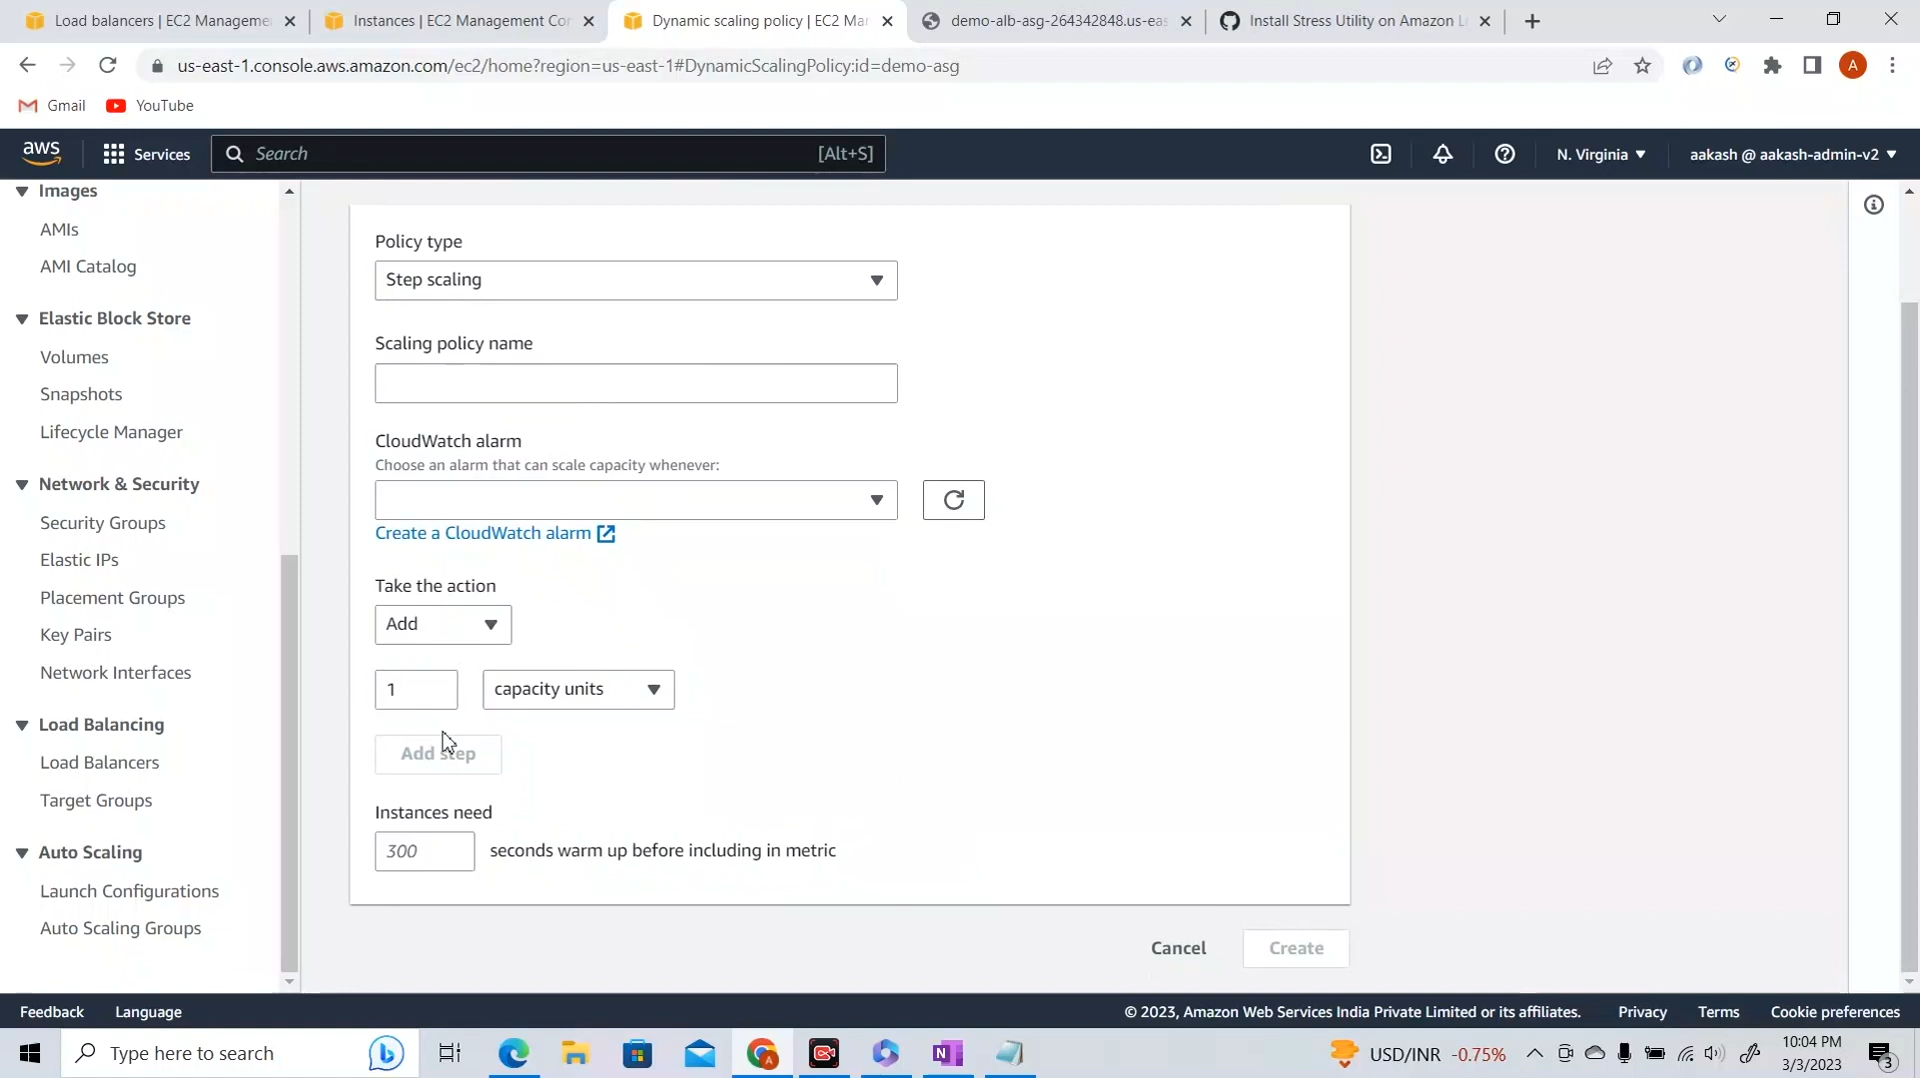 Load balancers | EC2 Manageme
Instances | EC2 Management Con
Dynamic scaling policy | EC2 Mar
demo-alb-asg-264342848.us-eas
Install Stress Utility on Amazon L
us-east-1.console.aws.amazon.com/ec2/home?region=us-east-1#DynamicScalingPolicy:id=demo-asg
A
Gmail
YouTube
aws
Services
Search
[Alt+S]
N. Virginia
aakash @ aakash-admin-v2
Images
AMIs
AMI Catalog
Elastic Block Store
Volumes
Snapshots
Lifecycle Manager
Network & Security
Security Groups
Elastic IPs
Placement Groups
Key Pairs
Network Interfaces
Load Balancing
Load Balancers
Target Groups
Auto Scaling
Launch Configurations
Auto Scaling Groups
Policy type
Step scaling
Scaling policy name
CloudWatch alarm
Choose an alarm that can scale capacity whenever:
Create a CloudWatch alarm
Take the action
Add
1
capacity units
Add step
Instances need
300
seconds warm up before including in metric
Cancel
Create
Feedback
Language
© 2023, Amazon Web Services India Private Limited or its affiliates.
Privacy
Terms
Cookie preferences
Type here to search
USD/INR -0.75%
10:04 PM
3/3/2023
3